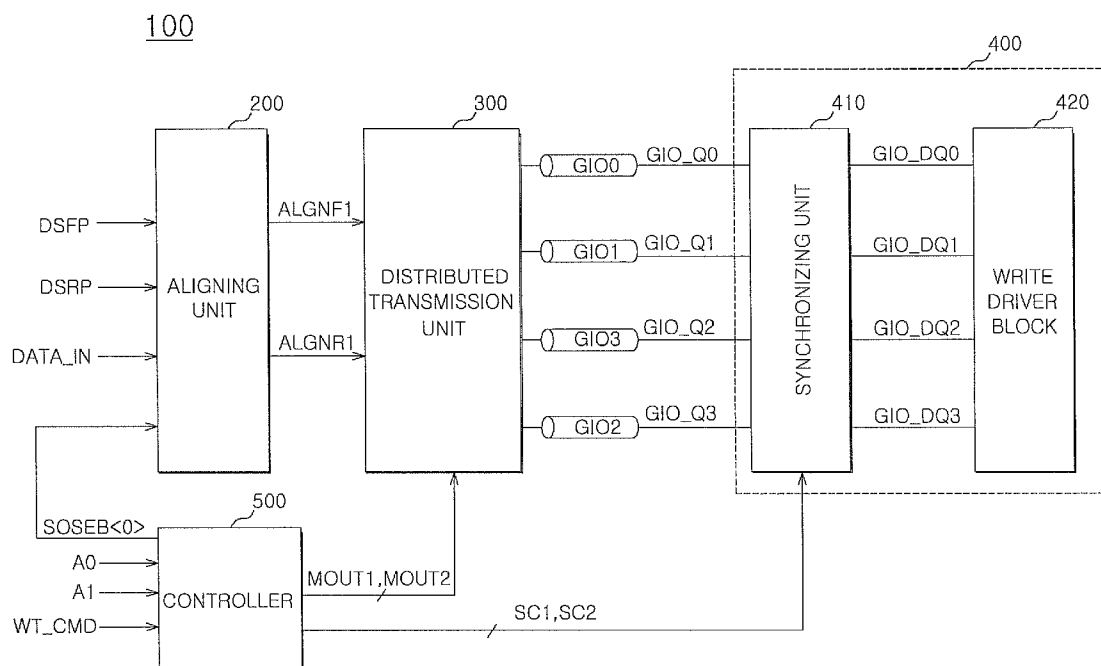 100
400
200
300
410
420
DSFP
DSRP
DATA_IN
ALIGNING
UNIT
ALGNF1
ALGNR1
DISTRIBUTED
TRANSMISSION
UNIT
GIO0
GIO_Q0
GIO1
GIO_Q1
GIO3
GIO_Q2
GIO2
GIO_Q3
SYNCHRONIZING UNIT
GIO_DQ0
GIO_DQ1
GIO_DQ2
GIO_DQ3
WRITE
DRIVER
BLOCK
SOSEB<0>
500
A0
A1
WT_CMD
CONTROLLER
MOUT1,MOUT2
SC1,SC2